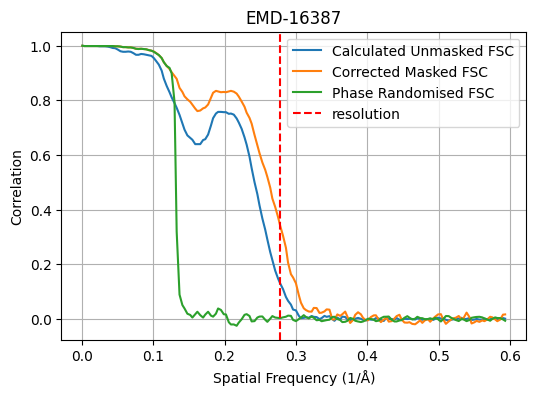 EMD-16387
Calculated Unmasked FSC
Corrected Masked FSC
Phase Randomised FSC
resolution
Correlation
1.0
0.8
0.6
0.4
0.2
0.0
0.0 0.1 0.2 0.3 0.4 0.5 0.6
Spatial Frequency (1/Å)